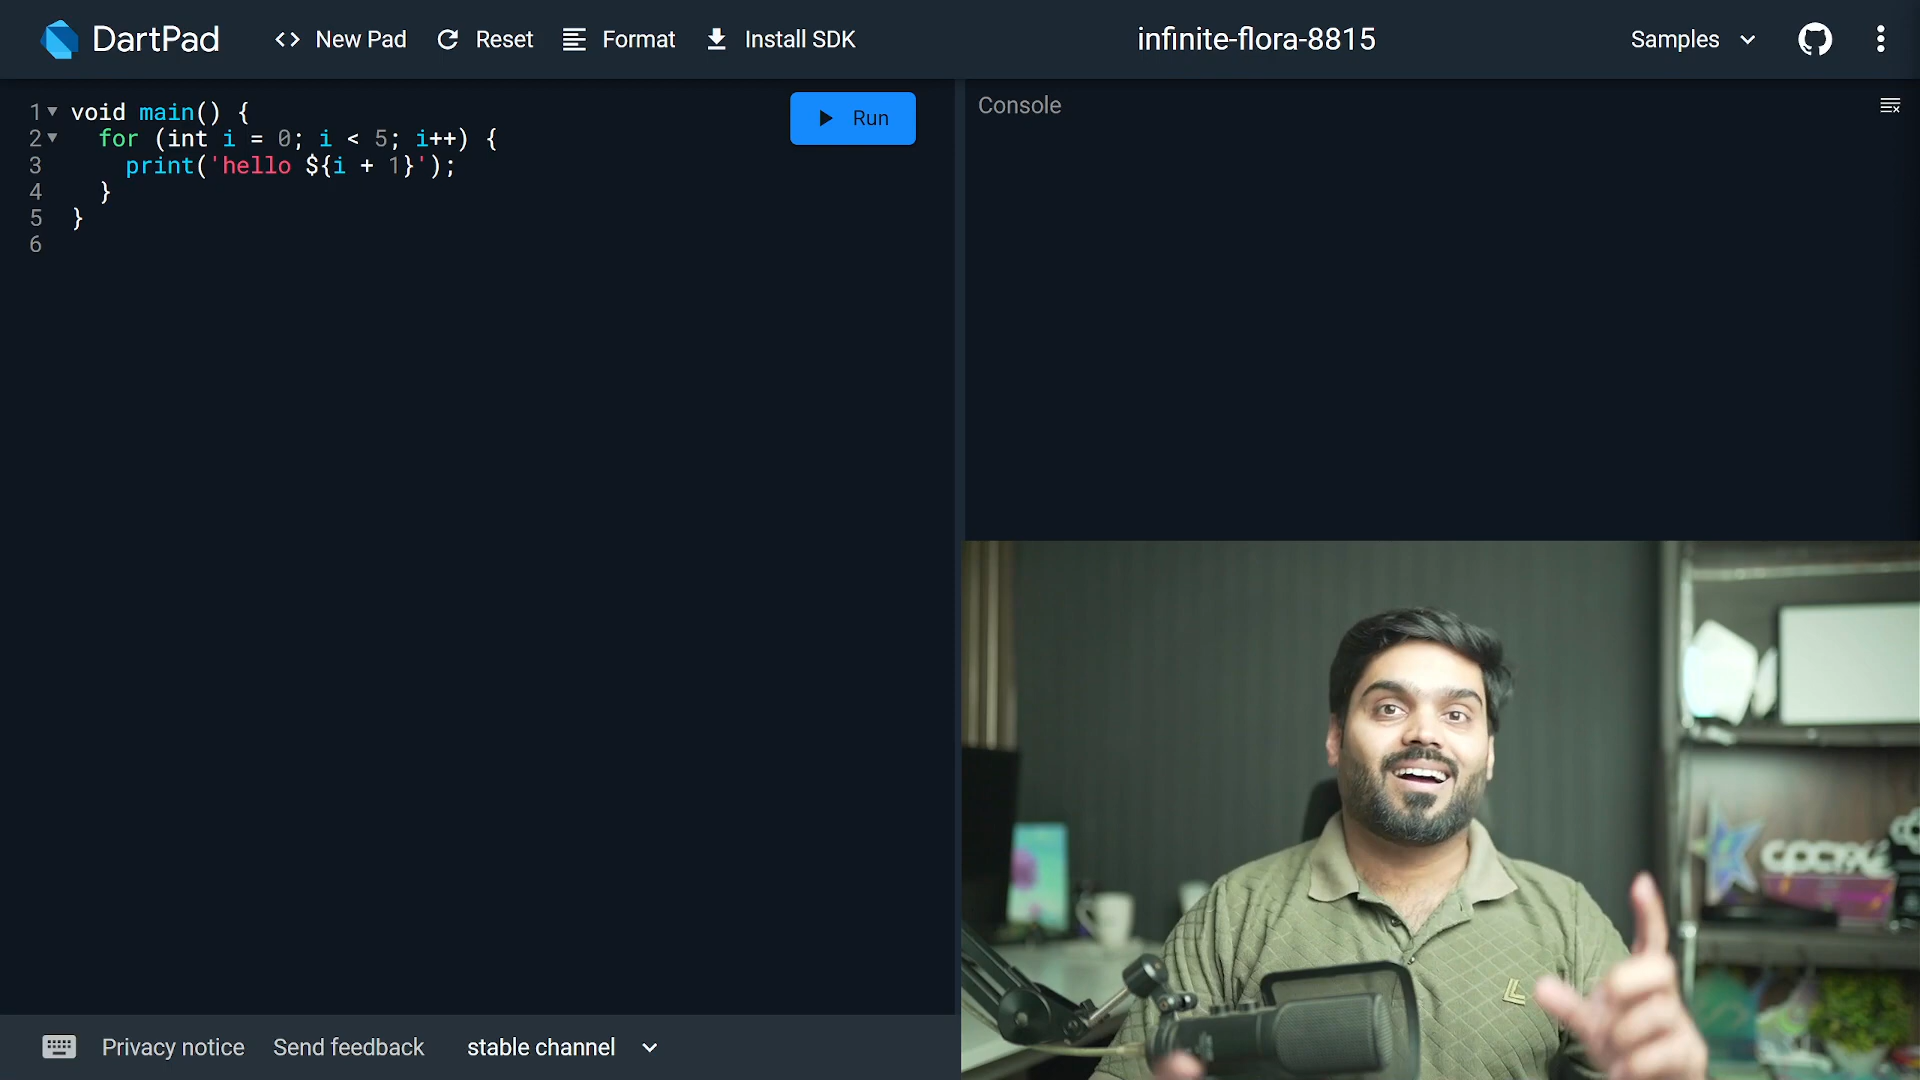 DartPad
New Pad
Reset
Format
Install SDK
infinite-flora-8815
Samples
1 void main() {
2 for (int i = 0; i < 5; i++) {
3 print('hello ${i + 1}');
4 }
5 }
6
Run
Console
Privacy notice
Send feedback
stable channel